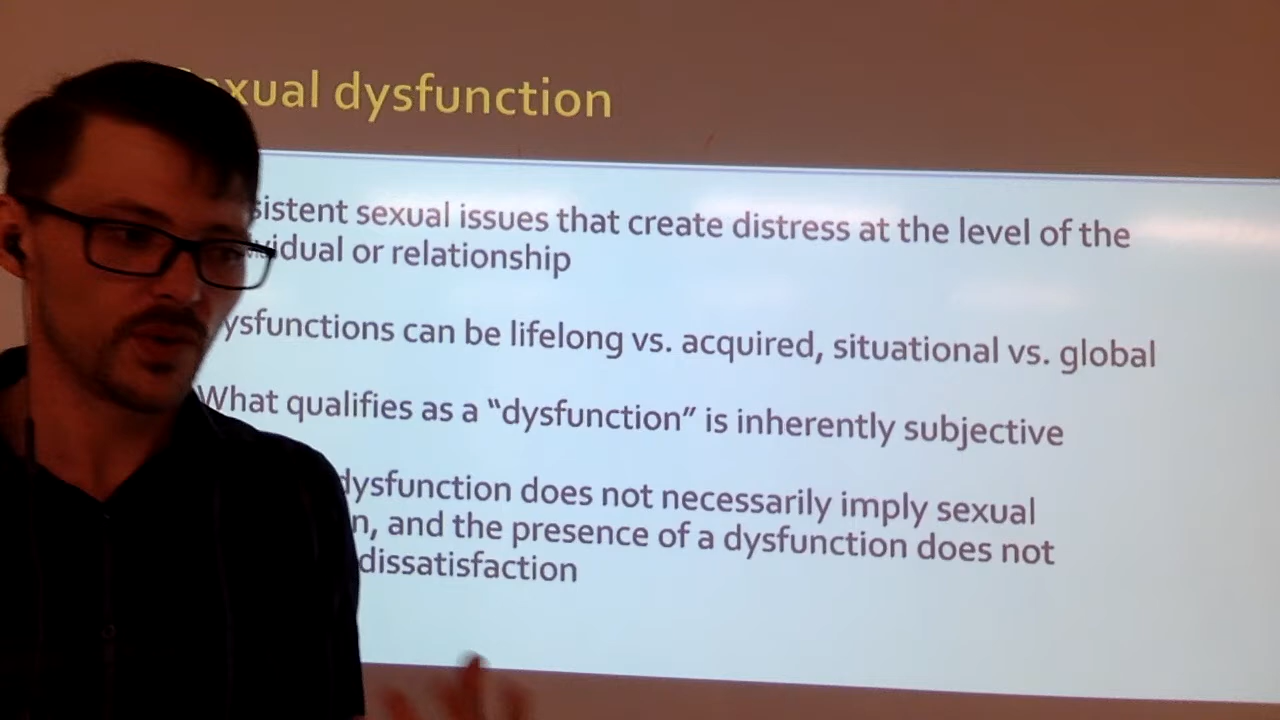 sexual dysfunction
sistent sexual issues that create distress at the level of the
vidual or relationship
ysfunctions can be lifelong vs. acquired, situational vs. global
What qualifies as a “dysfunction” is inherently subjective
dysfunction does not necessarily imply sexual
n, and the presence of a dysfunction does not
dissatisfaction